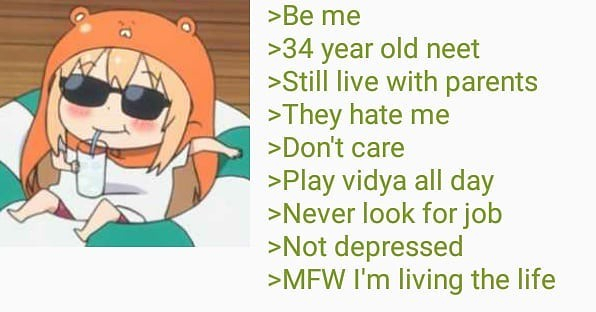 >Be me
>34 year old neet
>Still live with parents
>They hate me
>Don't care
>Play vidya all day
>Never look for job
>Not depressed
>MFW I'm living the life